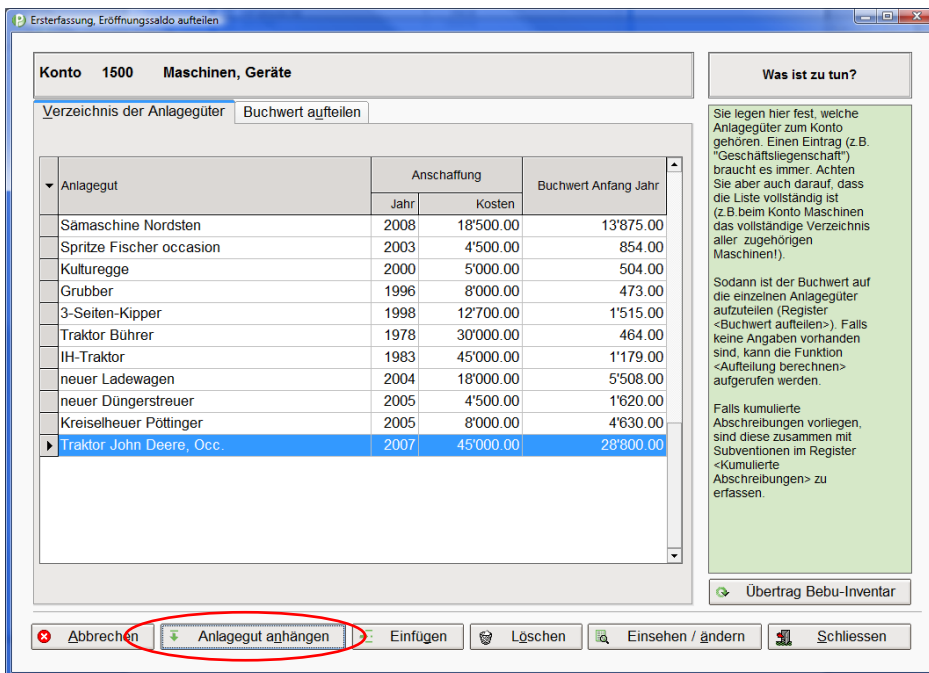 Ersterfassung, Eröffnungssaldo aufteilen
Konto 1500 Maschinen, Geräte
Verzeichnis der Anlagegüter Buchwert aufteilen
Anlagegut Anschaffung Buchwert Anfang Jahr
Jahr Kosten
Sämaschine Nordsten 2008 18'500.00 13'875.00
Spritze Fischer occasion 2003 4'500.00 854.00
Kulturegge 2000 5'000.00 504.00
Grubber 1996 8'000.00 473.00
3-Seiten-Kipper 1998 12'700.00 1'515.00
Traktor Bührer 1978 30'000.00 464.00
IH-Traktor 1983 45'000.00 1'179.00
neuer Ladewagen 2004 18'000.00 5'508.00
neuer Düngerstreuer 2005 4'500.00 1'620.00
Kreiselheuer Pöttinger 2005 8'000.00 4'630.00
Traktor John Deere, Occ. 2007 45'000.00 28'800.00
Was ist zu tun?
Sie legen hier fest, welche
Anlagegüter zum Konto
gehören. Einen Eintrag (z.B.
"Geschäftsliegenschaft")
braucht es immer. Achten
Sie aber auch darauf, dass
die Liste vollständig ist
(z.B.beim Konto Maschinen
das vollständige Verzeichnis
aller zugehörigen
Maschinen!).
Sodann ist der Buchwert auf
die einzelnen Anlagegüter
aufzuteilen (Register
<Buchwert aufteilen>). Falls
keine Angaben vorhanden
sind, kann die Funktion
<Aufteilung berechnen>
aufgerufen werden.
Falls kumulierte
Abschreibungen vorliegen,
sind diese zusammen mit
Subventionen im Register
<Kumulierte
Abschreibungen> zu
erfassen.
Übertrag Bebu-Inventar
Abbrechen Anlagegut anhängen Einfügen Löschen Einsehen / ändern Schliessen